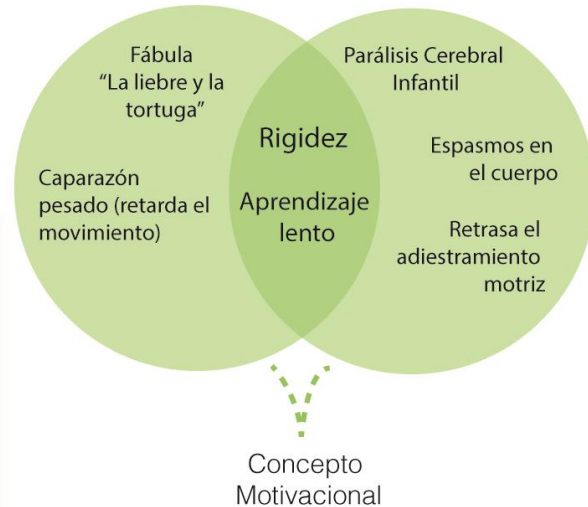 Fábula
“La liebre y la
tortuga”
Caparazón
pesado (retarda el
movimiento)
Rigidez
Aprendizaje
lento
Parálisis Cerebral
Infantil
Espasmos en
el cuerpo
Retrasa el
adiestramiento
motriz
Concepto
Motivacional